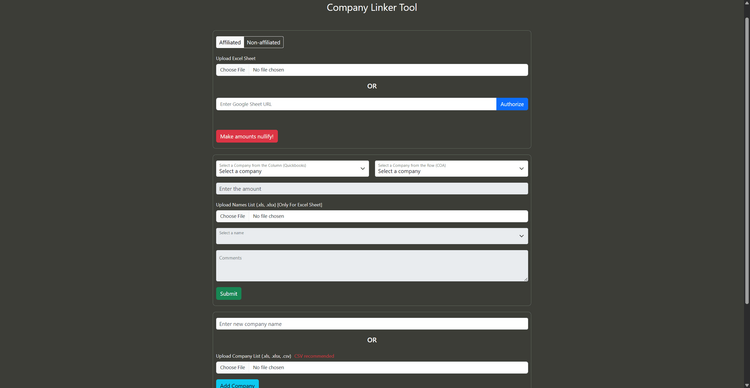 Company Linker Tool
Affiliated Non-affiliated
Upload Excel Sheet
Choose File No file chosen
OR
Enter Google Sheet URL Authorize
Make amounts nullify!
Select a Company from the Column (Quickbooks) Select a Company from the Row (COA)
Select a company Select a company
Enter the amount
Upload Names List (.xls, .xlsx) [Only For Excel Sheet]
Choose File No file chosen
Select a name
Comments
Submit
Enter new company name
OR
Upload Company List (.xls, .xlsx, .csv) CSV recommended
Choose File No file chosen
Add Company